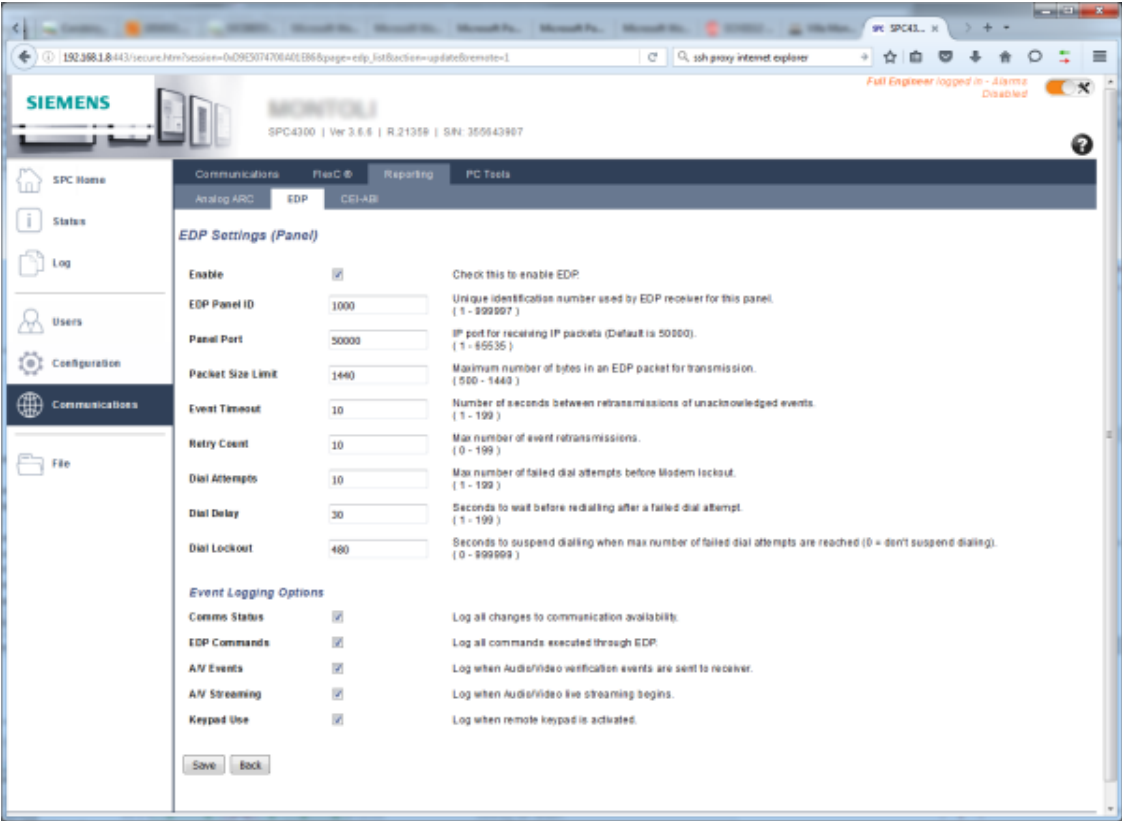 SPC43...
192.168.1.8:443/secure.htm?session=0xD9E5074700A01EB6&page=edp_list&action=update&remote=1
ssh proxy internet explorer
Full Engineer logged in - Alarms
Disabled
SIEMENS
MONTOLI
SPC4300 | Ver 3.6.6 | R.21359 | S/N: 355643907
SPC Home
Status
Log
Users
Configuration
Communications
File
Communications FlexC ® Reporting PC Tools
Analog ARC EDP CEI-ABI
EDP Settings (Panel)
Enable Check this to enable EDP.
EDP Panel ID 1000 Unique identification number used by EDP receiver for this panel.
( 1 - 999997 )
Panel Port 50000 IP port for receiving IP packets (Default is 50000).
( 1 - 65535 )
Packet Size Limit 1440 Maximum number of bytes in an EDP packet for transmission.
( 500 - 1440 )
Event Timeout 10 Number of seconds between retransmissions of unacknowledged events.
( 1 - 199 )
Retry Count 10 Max number of event retransmissions.
( 0 - 199 )
Dial Attempts 10 Max number of failed dial attempts before Modem lockout.
( 1 - 199 )
Dial Delay 30 Seconds to wait before redialling after a failed dial attempt.
( 1 - 199 )
Dial Lockout 480 Seconds to suspend dialling when max number of failed dial attempts are reached (0 = don't suspend dialing).
( 0 - 999999 )
Event Logging Options
Comms Status Log all changes to communication availability.
EDP Commands Log all commands executed through EDP.
A/V Events Log when Audio/Video verification events are sent to receiver.
A/V Streaming Log when Audio/Video live streaming begins.
Keypad Use Log when remote keypad is activated.
Save Back